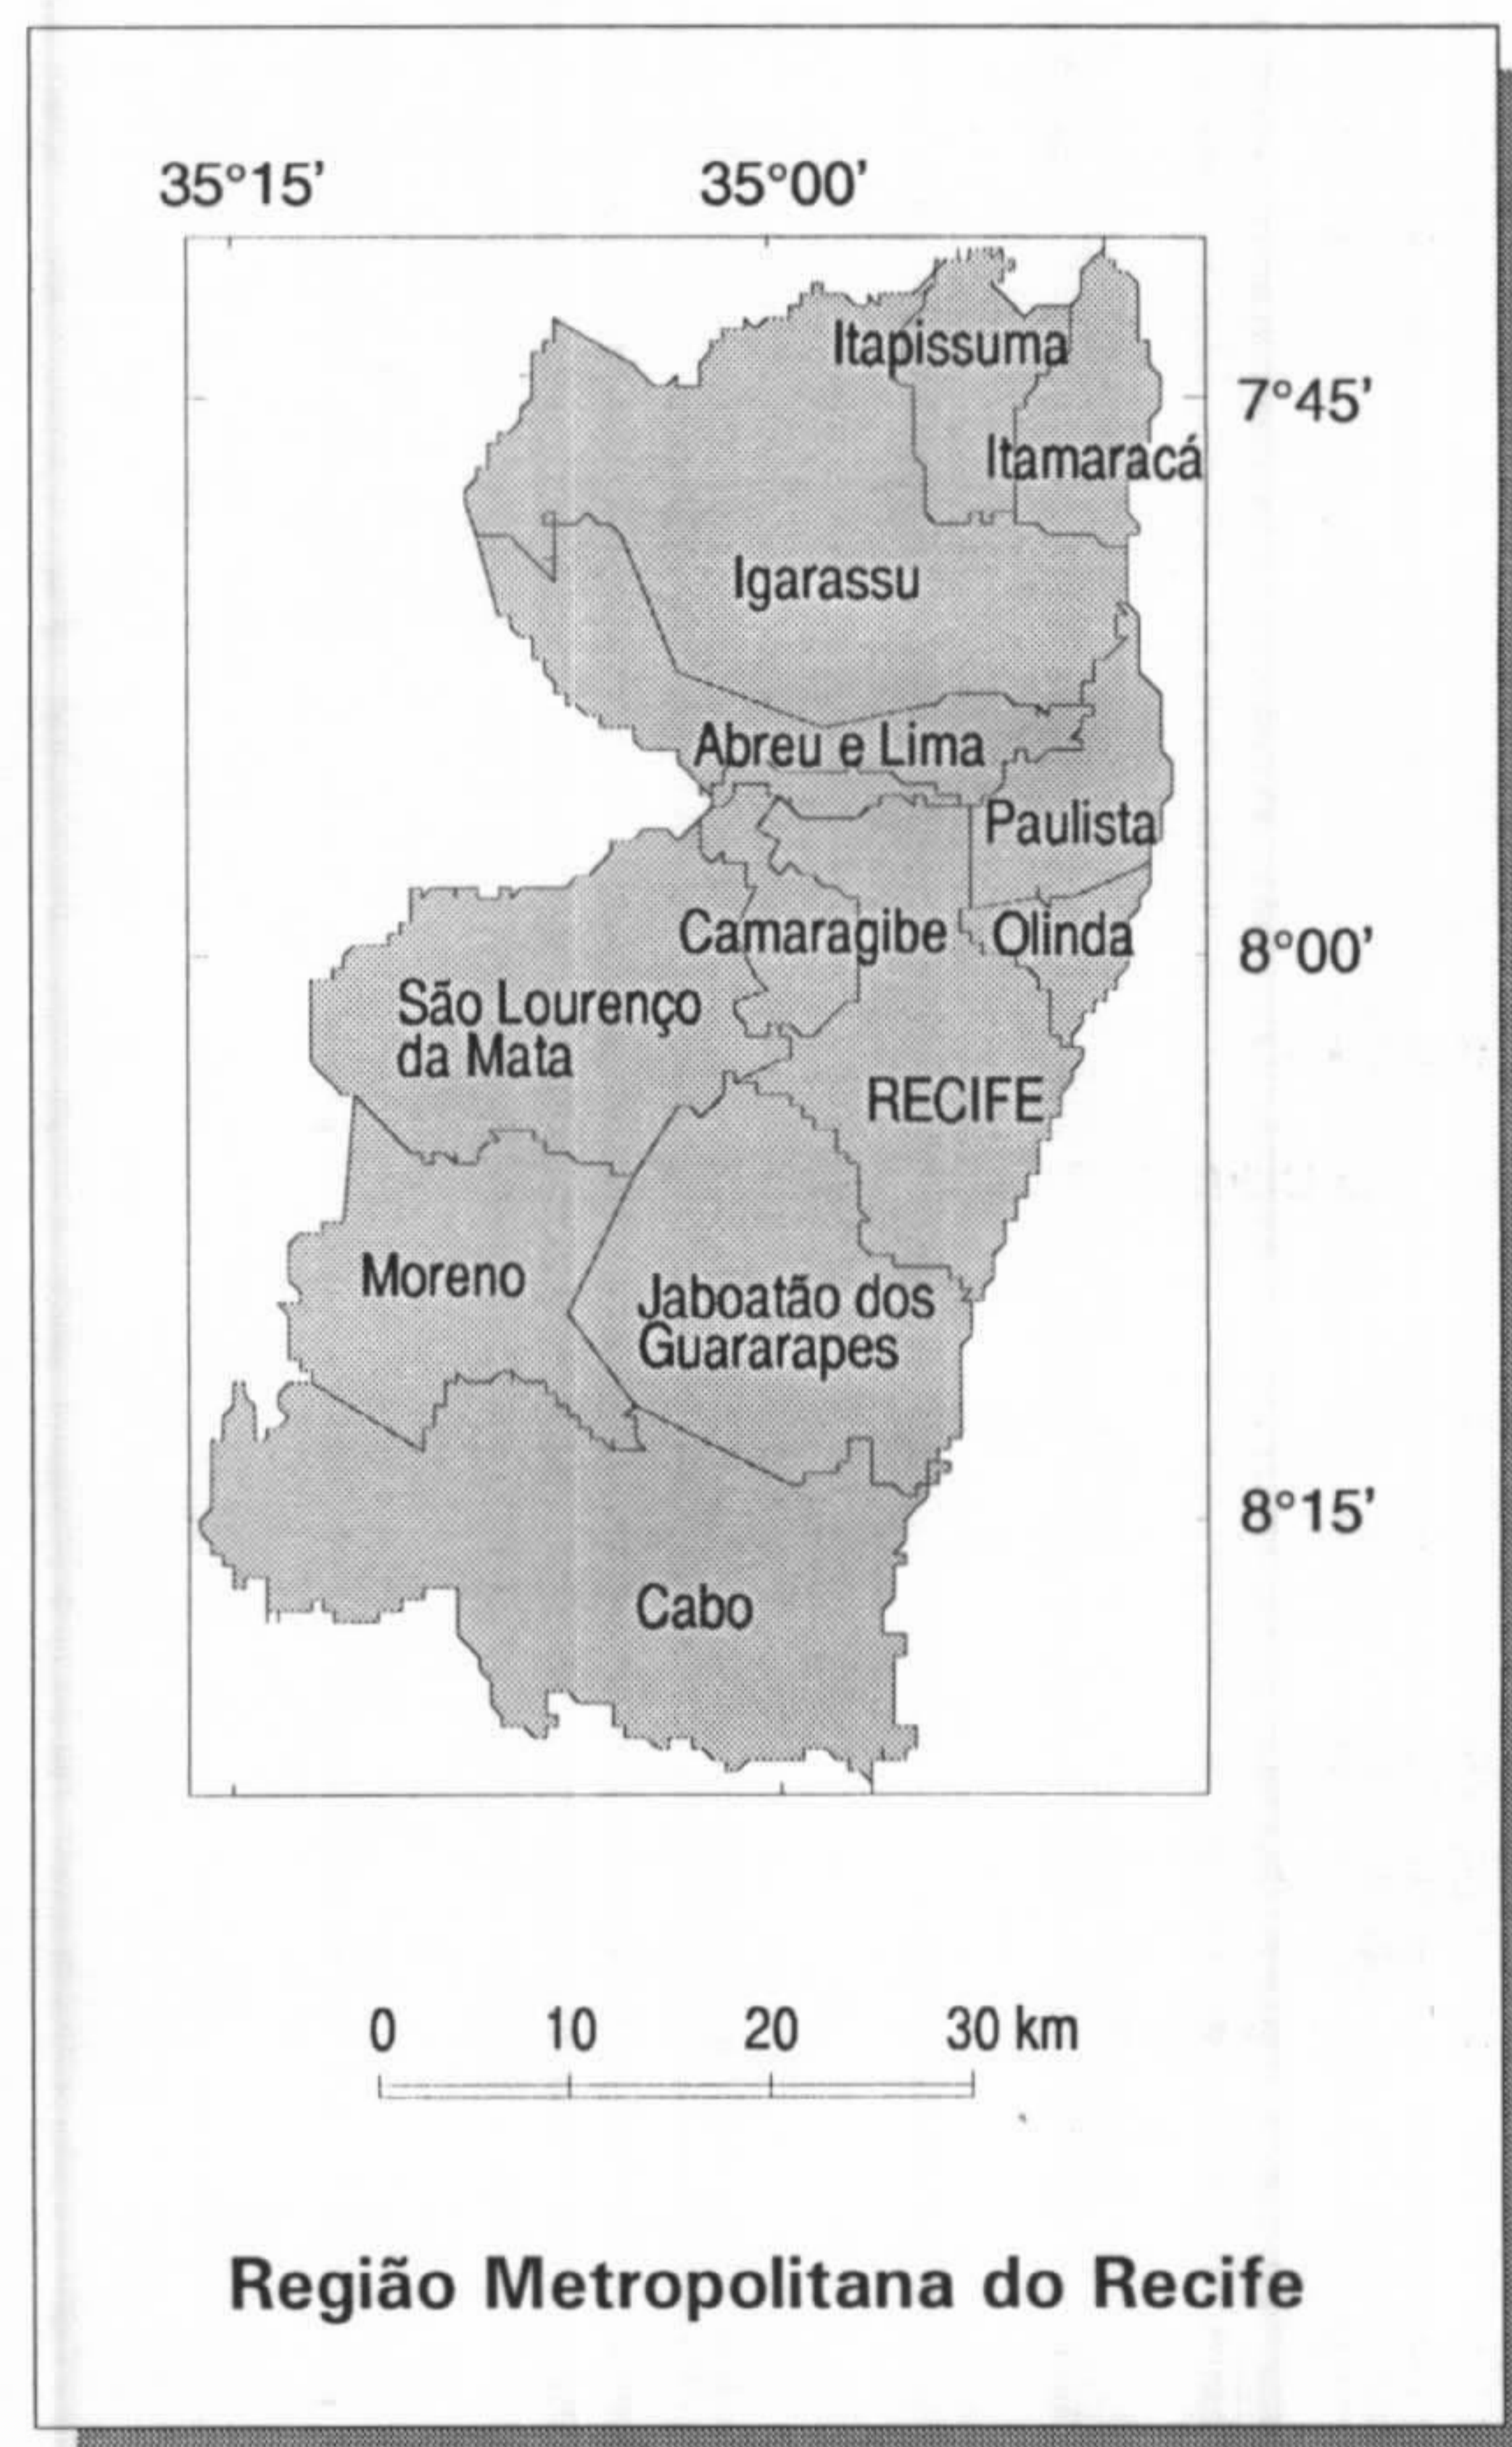 35°15' 35°00'
Itapissuma
7°45'
Itamaracá
Igarassu
Abreu e Lima
Paulista
Camaragibe Olinda
8°00'
São Lourenço
da Mata
RECIFE
Moreno
Jaboatão dos
Guararapes
8°15'
Cabo
0 10 20 30 km
Região Metropolitana do Recife